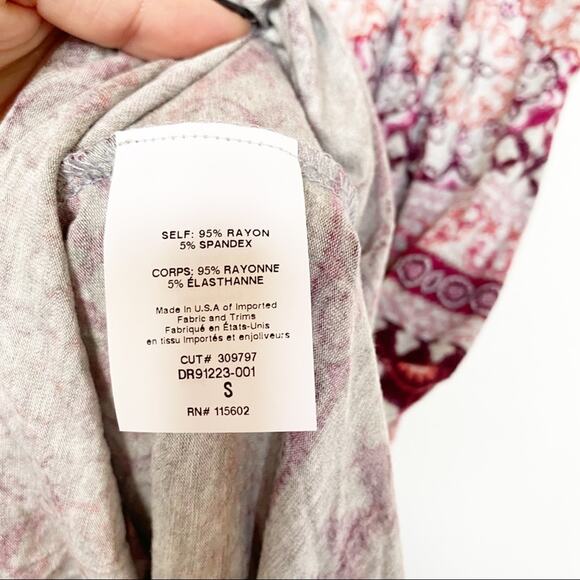 SELF: 95% RAYON
5% SPANDEX
CORPS: 95% RAYONNE
5% ÉLASTHANNE
Made in U.S.A of Imported
Fabric and Trims
Fabriqué en États-Unis
en tissu importés et enjoliveurs
CUT# 309797
DR91223-001
S
RN# 115602